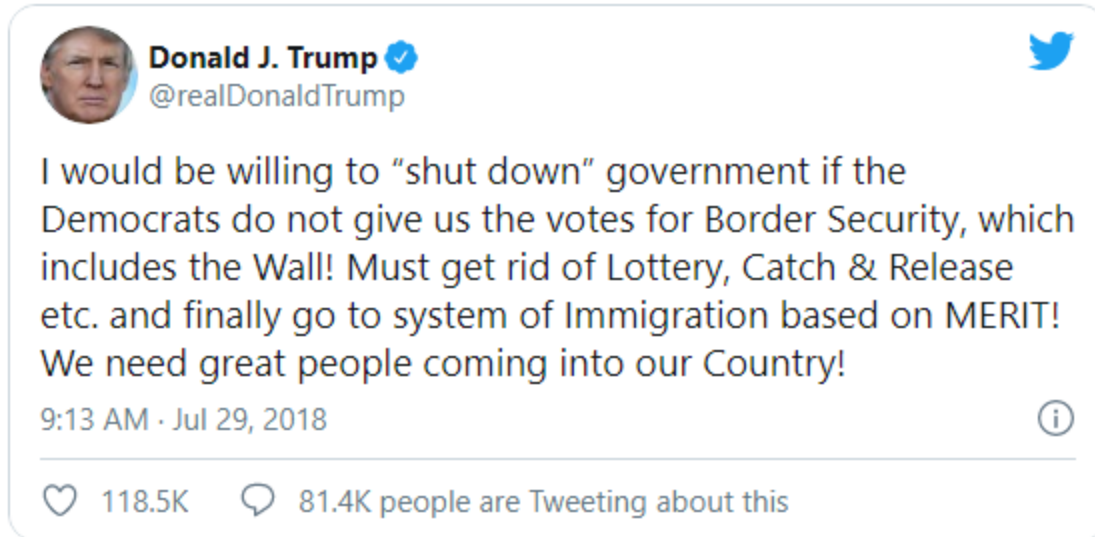 Donald J. Trump
@realDonaldTrump
I would be willing to “shut down” government if the
Democrats do not give us the votes for Border Security, which
includes the Wall! Must get rid of Lottery, Catch & Release
etc. and finally go to system of Immigration based on MERIT!
We need great people coming into our Country!
9:13 AM · Jul 29, 2018
118.5K 81.4K people are Tweeting about this